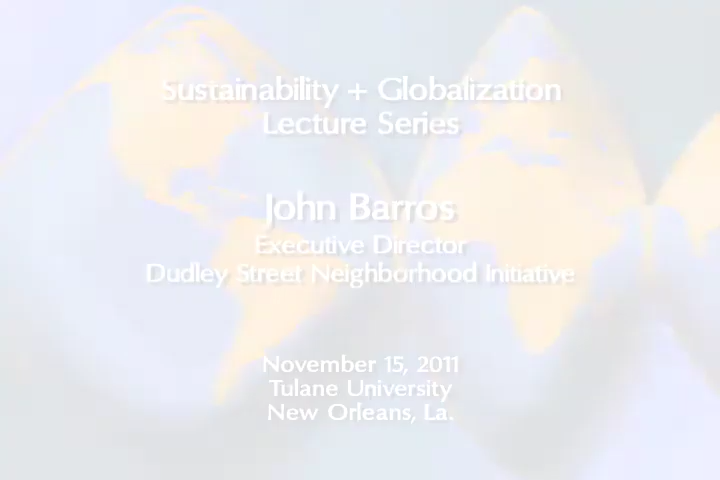 Sustainability + Globalization
Lecture Series
John Barros
Executive Director
Dudley Street Neighborhood Initiative
November 15, 2011
Tulane University
New Orleans, La.